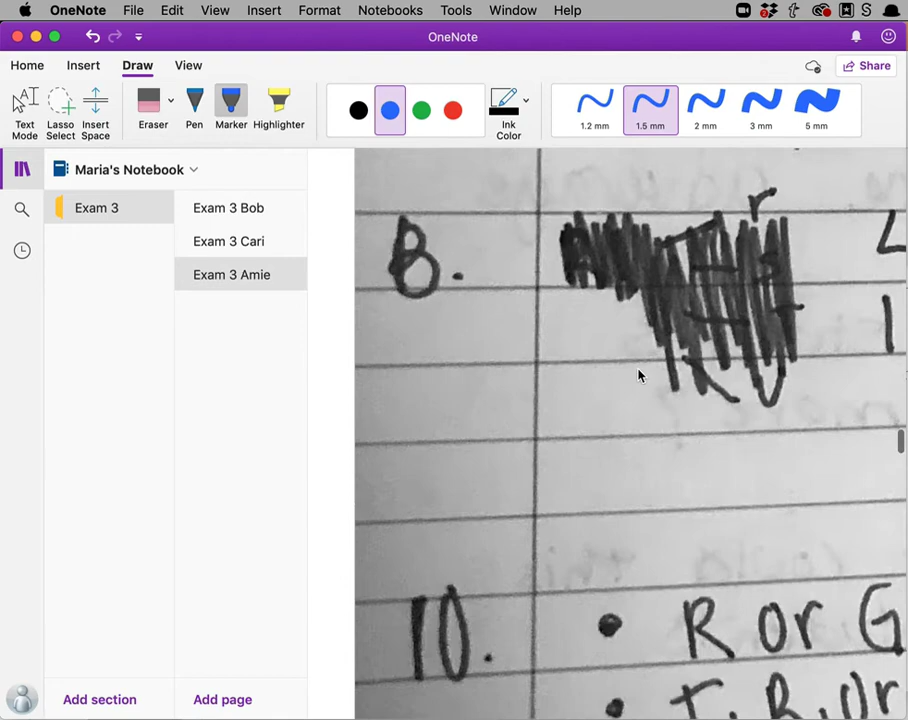 OneNote File Edit View Insert Format Notebooks Tools Window Help
OneNote
Home Insert Draw View Share
Text Mode
Lasso Select
Insert Space
Eraser
Pen
Marker
Highlighter
Ink Color
1.2 mm
1.5 mm
2 mm
3 mm
5 mm
Maria's Notebook
Exam 3
Exam 3 Bob
Exam 3 Cari
Exam 3 Amie
r
8.
10. • R or G
• T, R, or
Add section
Add page